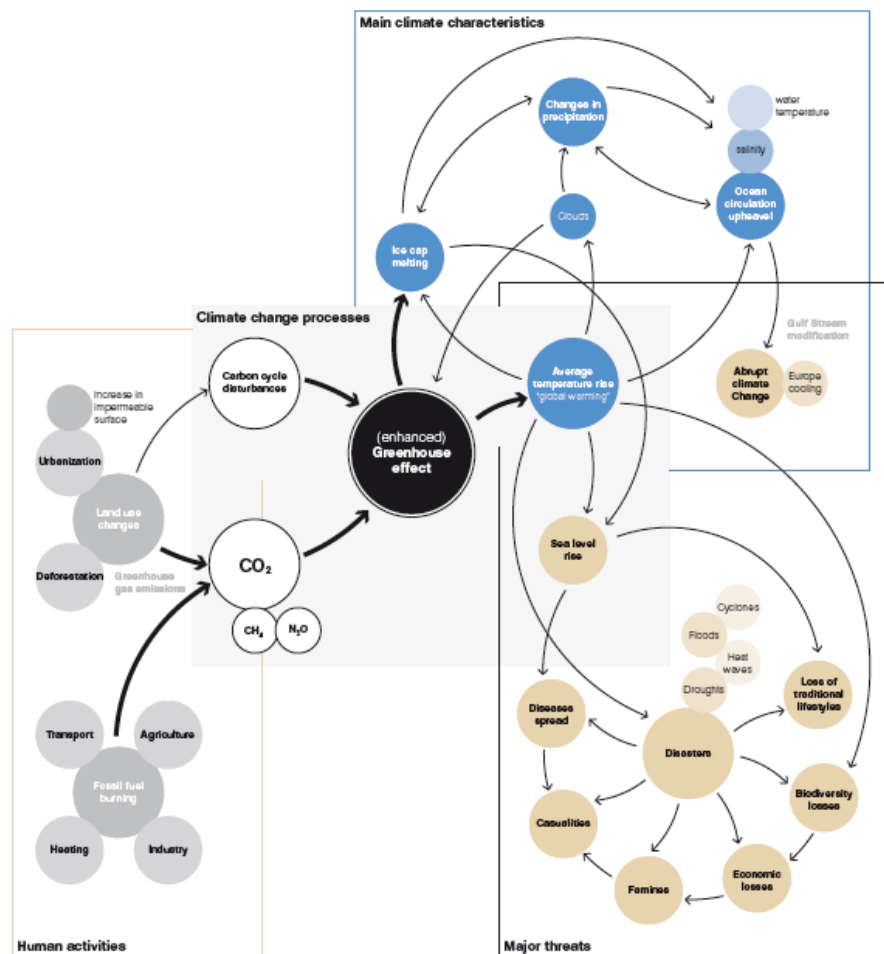 Main climate characteristics
Changes in
precipitation
water
temperature
salinity
Ocean
circulation
upheavel
Clouds
Ice cap
melting
Climate change processes
Gulf Stream
modification
Carbon cycle
disturbances
Average
temperature rise
"global warming"
Abrupt
climate
Change
Europe
cooling
Increase in
impermeable
surface
(enhanced)
Greenhouse
effect
Urbanization
Land use
changes
Sea level
rise
CO₂
Deforestation
Greenhouse
gas emissions
CH₄
N₂O
Cyclones
Floods
Heat
waves
Droughts
Loss of
traditional
lifestyles
Diseases
spread
Transport
Agriculture
Disasters
Fossil fuel
burning
Biodiversity
losses
Casualities
Heating
Industry
Economic
losses
Famines
Human activities
Major threats